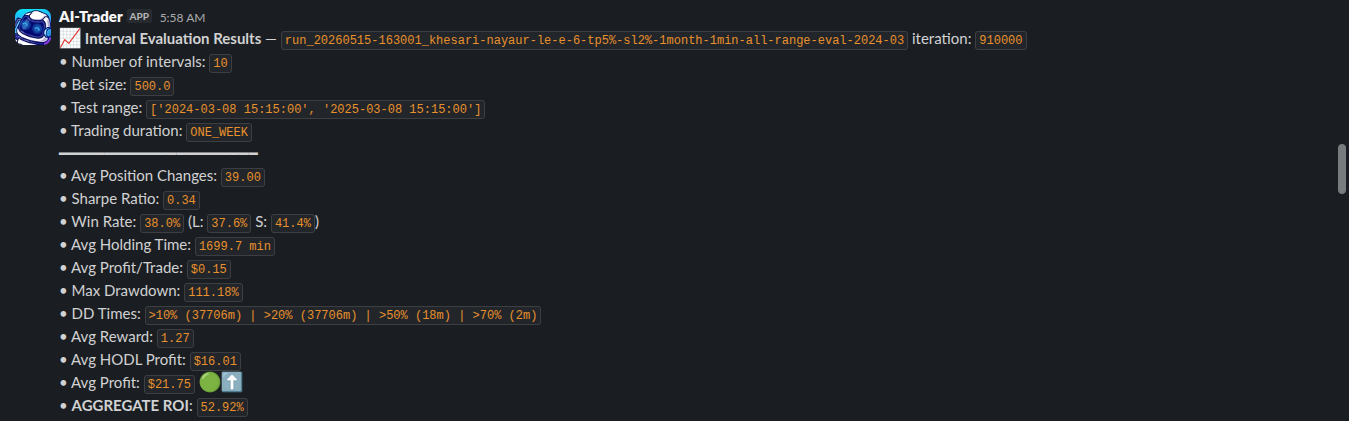 AI-Trader APP 5:58 AM
📈 Interval Evaluation Results — run_20260515-163001_khesari-nayaur-le-e-6-tp5%-sl2%-1month-1min-all-range-eval-2024-03 iteration: 910000
• Number of intervals: 10
• Bet size: 500.0
• Test range: ['2024-03-08 15:15:00', '2025-03-08 15:15:00']
• Trading duration: ONE_WEEK
• Avg Position Changes: 39.00
• Sharpe Ratio: 0.34
• Win Rate: 38.0% (L: 37.6% S: 41.4%)
• Avg Holding Time: 1699.7 min
• Avg Profit/Trade: $0.15
• Max Drawdown: 111.18%
• DD Times: >10% (37706m) | >20% (37706m) | >50% (18m) | >70% (2m)
• Avg Reward: 1.27
• Avg HODL Profit: $16.01
• Avg Profit: $21.75 🟢⬆️
• AGGREGATE ROI: 52.92%